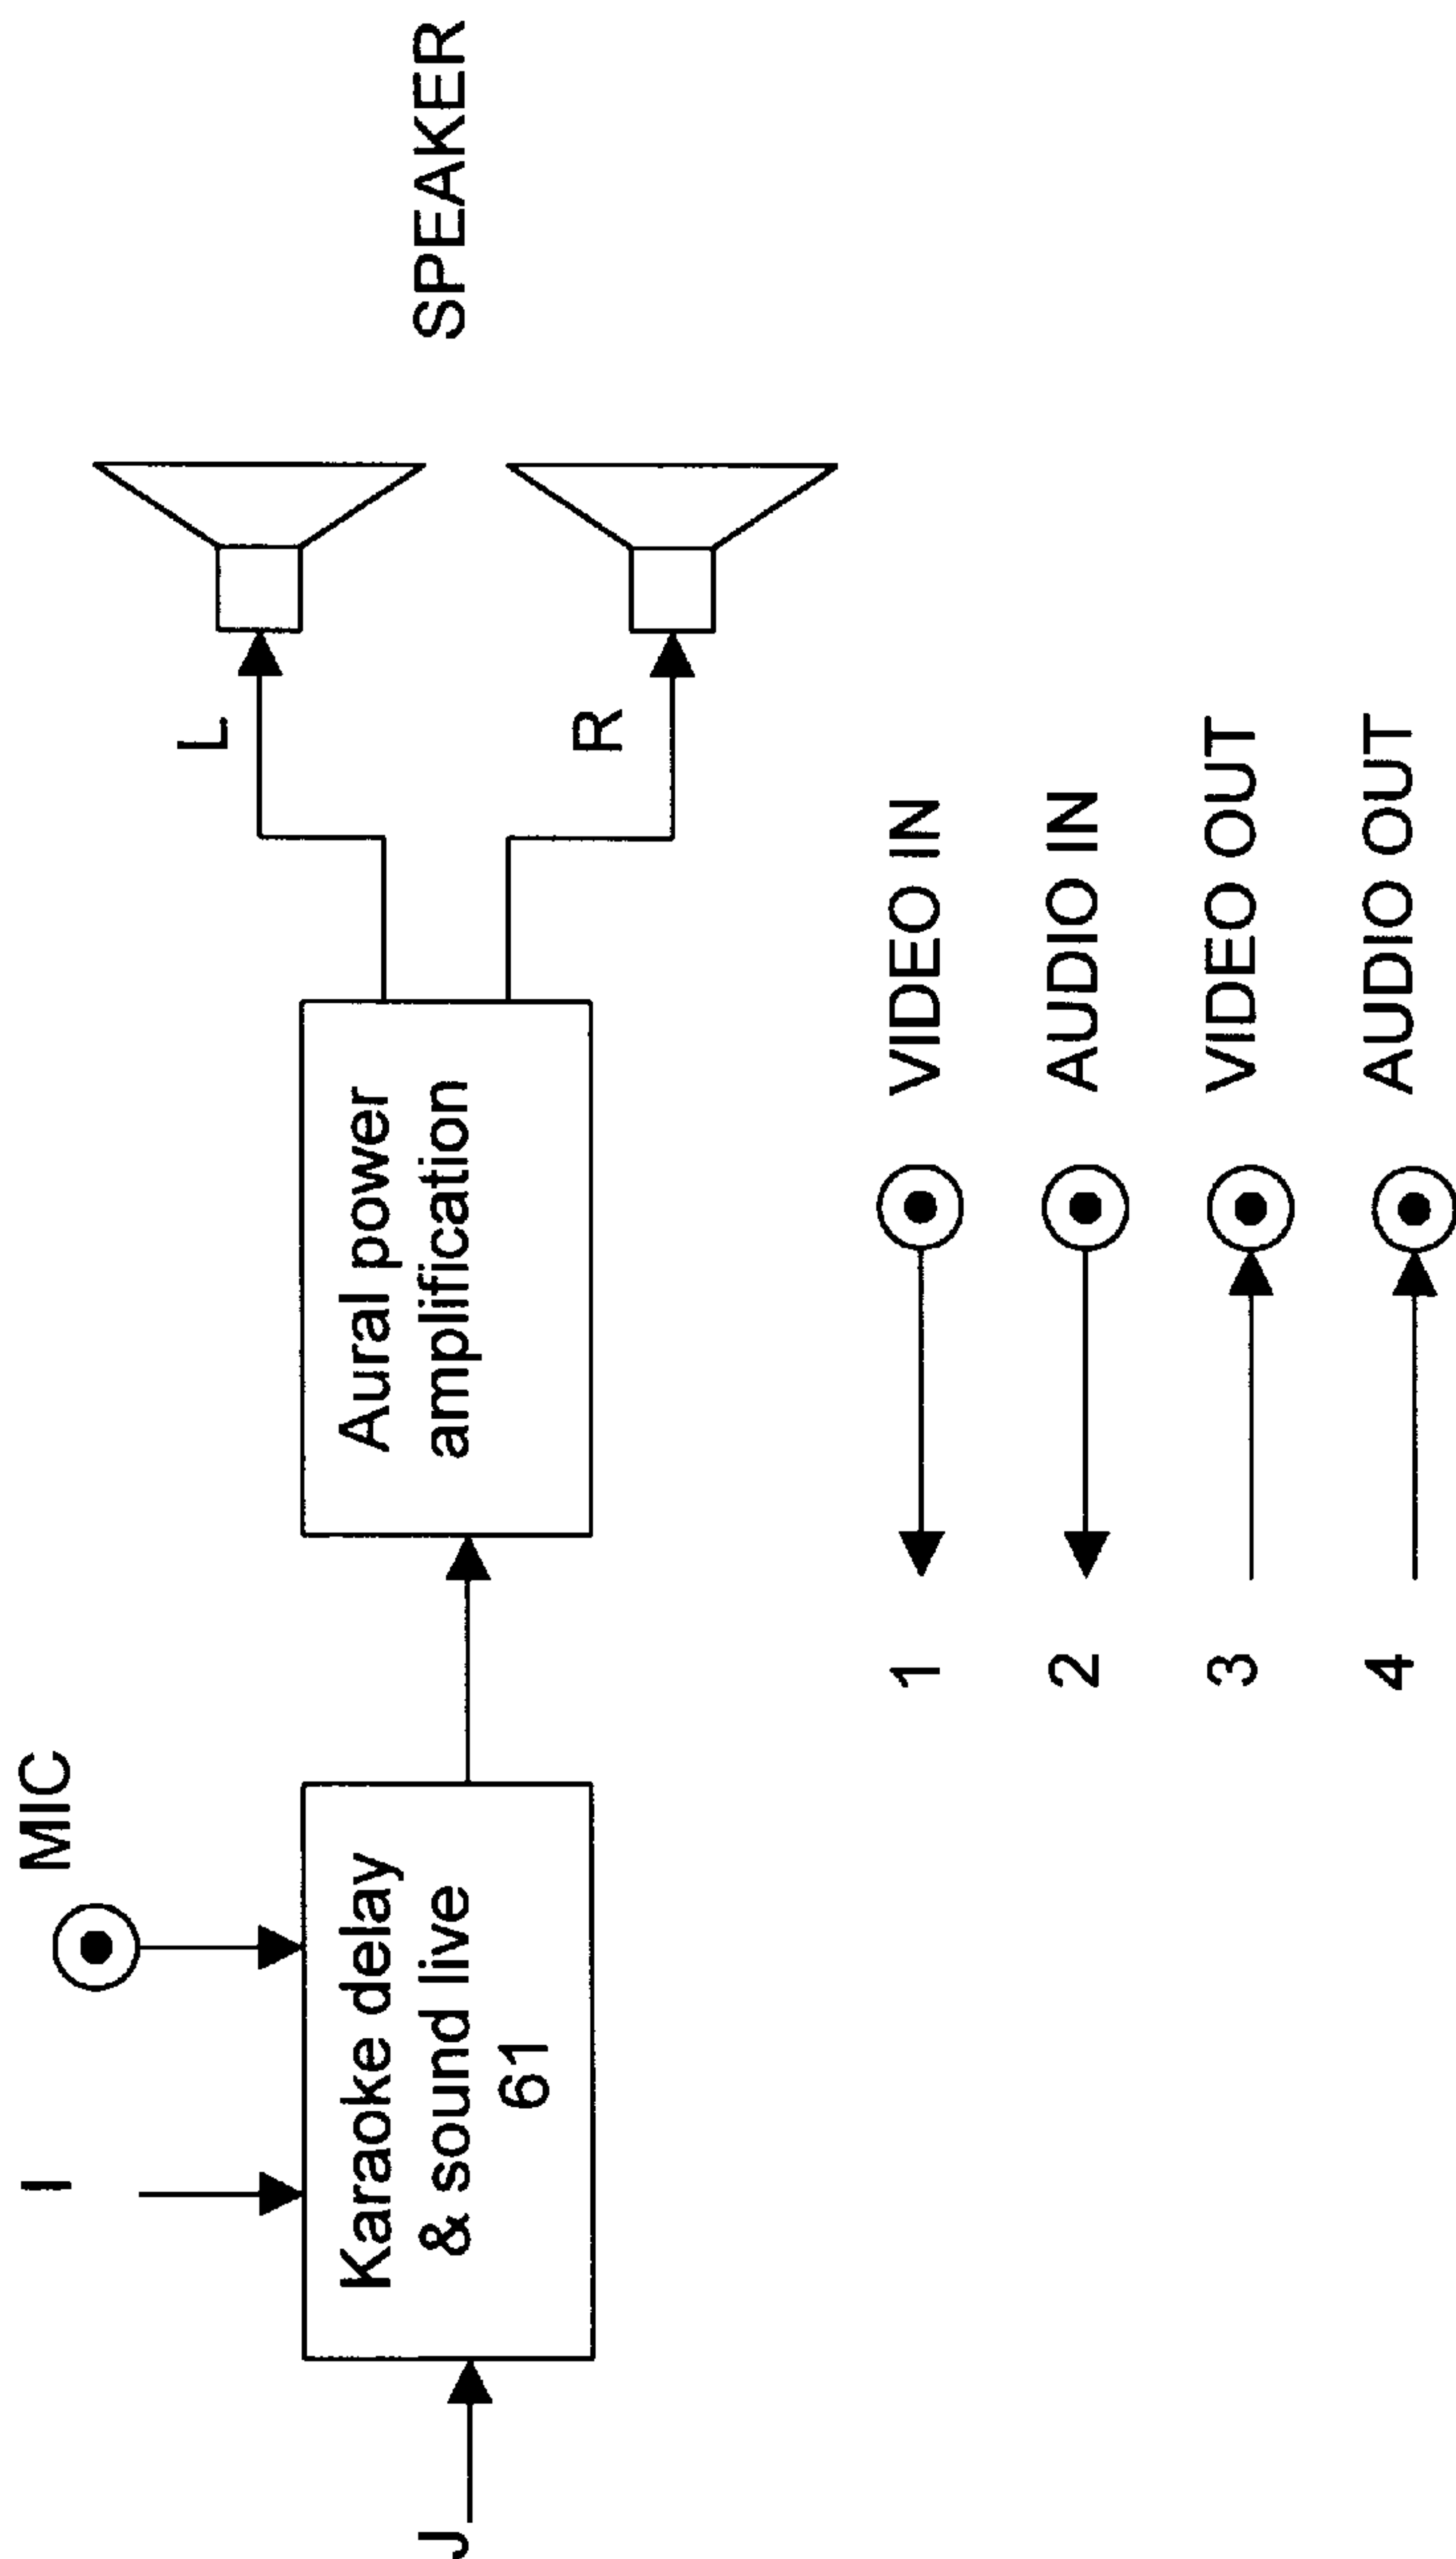 I
MIC
J
Karaoke delay
& sound live
61
Aural power
amplification
L
R
SPEAKER
1 VIDEO IN
2 AUDIO IN
3 VIDEO OUT
4 AUDIO OUT